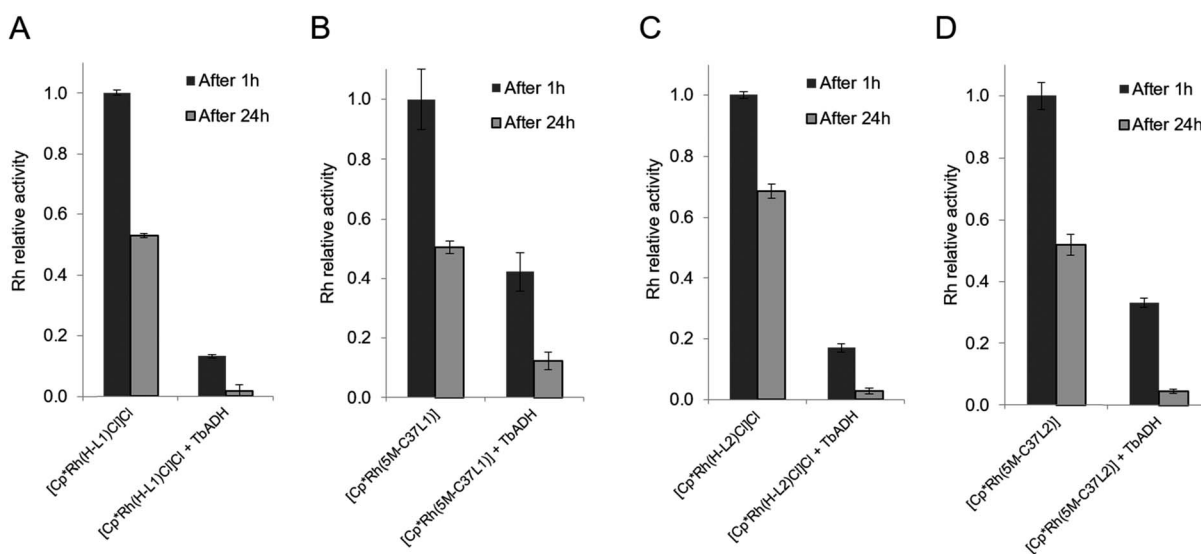 A
Rh relative activity
1.0
0.8
0.6
0.4
0.2
0.0
After 1h
After 24h
[Cp*Rh(H-L1)Cl]Cl
[Cp*Rh(H-L1)Cl]Cl + TbADH
B
Rh relative activity
1.0
0.8
0.6
0.4
0.2
0.0
After 1h
After 24h
[Cp*Rh(5M-C37L1)]
[Cp*Rh(5M-C37L1)] + TbADH
C
Rh relative activity
1.0
0.8
0.6
0.4
0.2
0.0
After 1h
After 24h
[Cp*Rh(H-L2)Cl]Cl
[Cp*Rh(H-L2)Cl]Cl + TbADH
D
Rh relative activity
1.0
0.8
0.6
0.4
0.2
0.0
After 1h
After 24h
[Cp*Rh(5M-C37L2)]
[Cp*Rh(5M-C37L2)] + TbADH